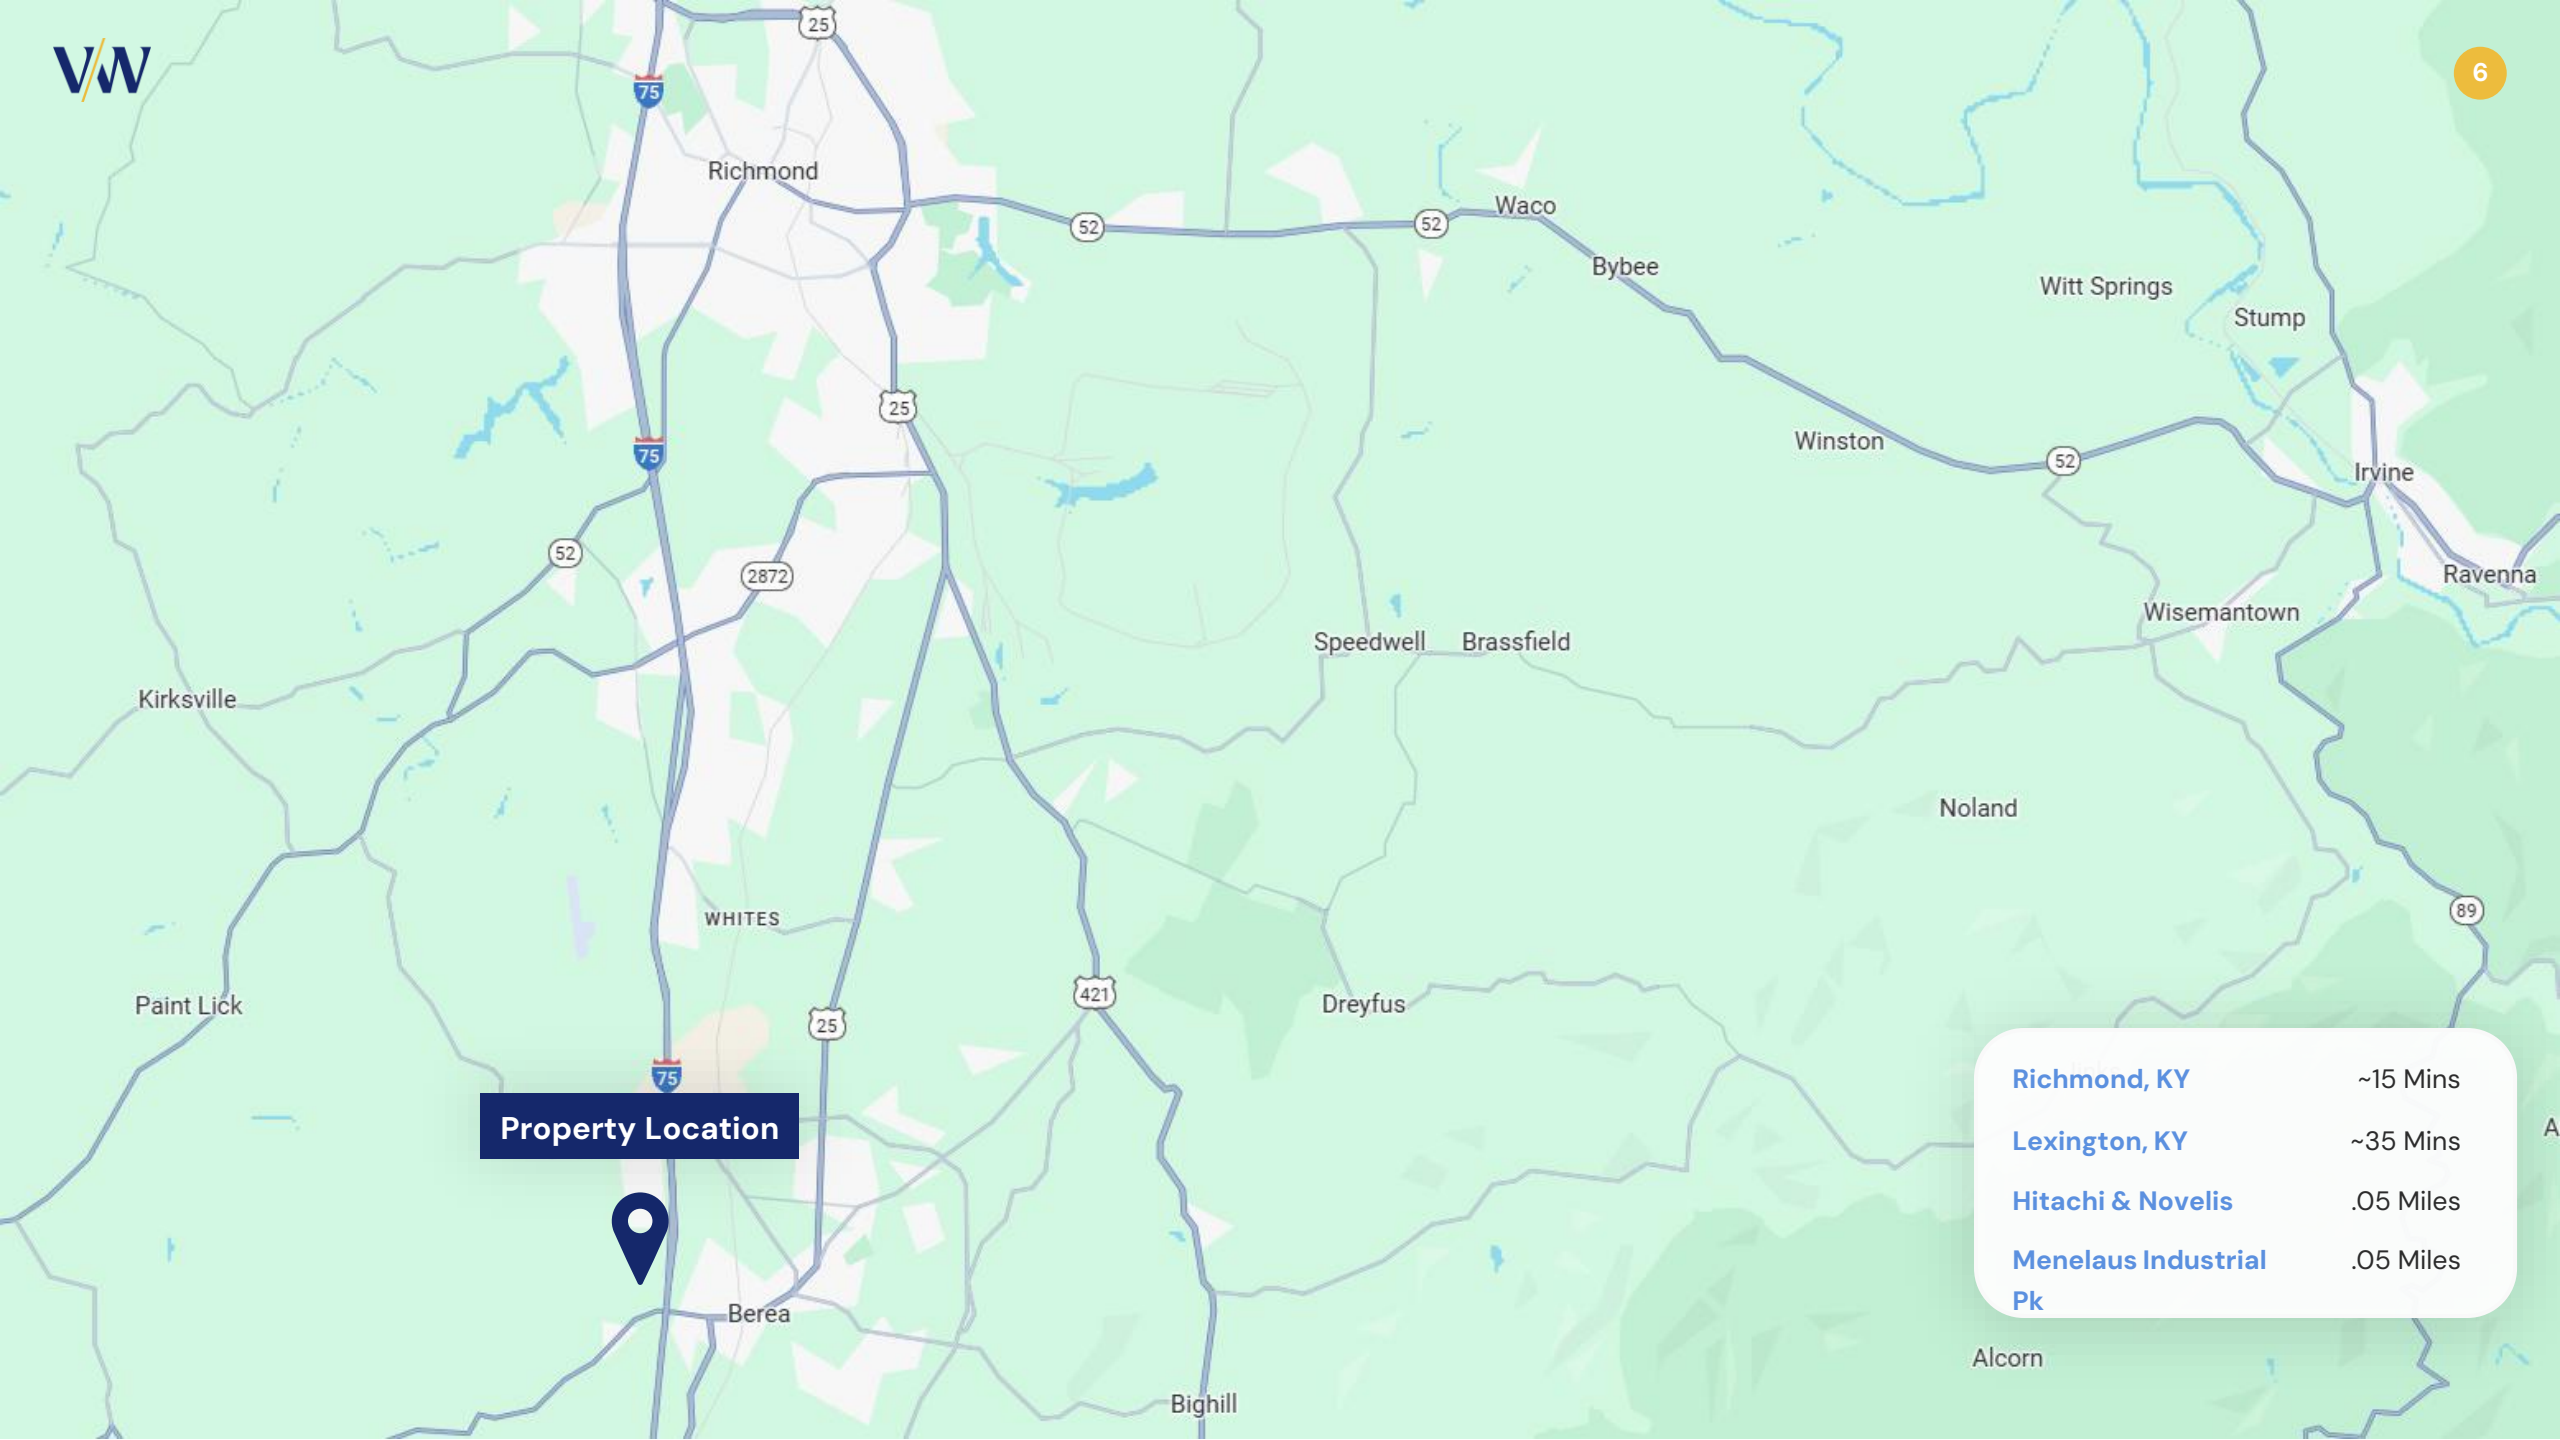 VW
6
25
75
Richmond
52
52
Waco
Bybee
Witt Springs
Stump
25
75
Winston
52
Irvine
52
2872
Ravenna
Wisemantown
Speedwell
Brassfield
Kirksville
Noland
WHITES
89
421
Paint Lick
Dreyfus
25
75
Property Location
Richmond, KY ~15 Mins
Lexington, KY ~35 Mins
Hitachi & Novelis .05 Miles
Menelaus Industrial .05 Miles
Pk
A
Berea
Alcorn
Bighill